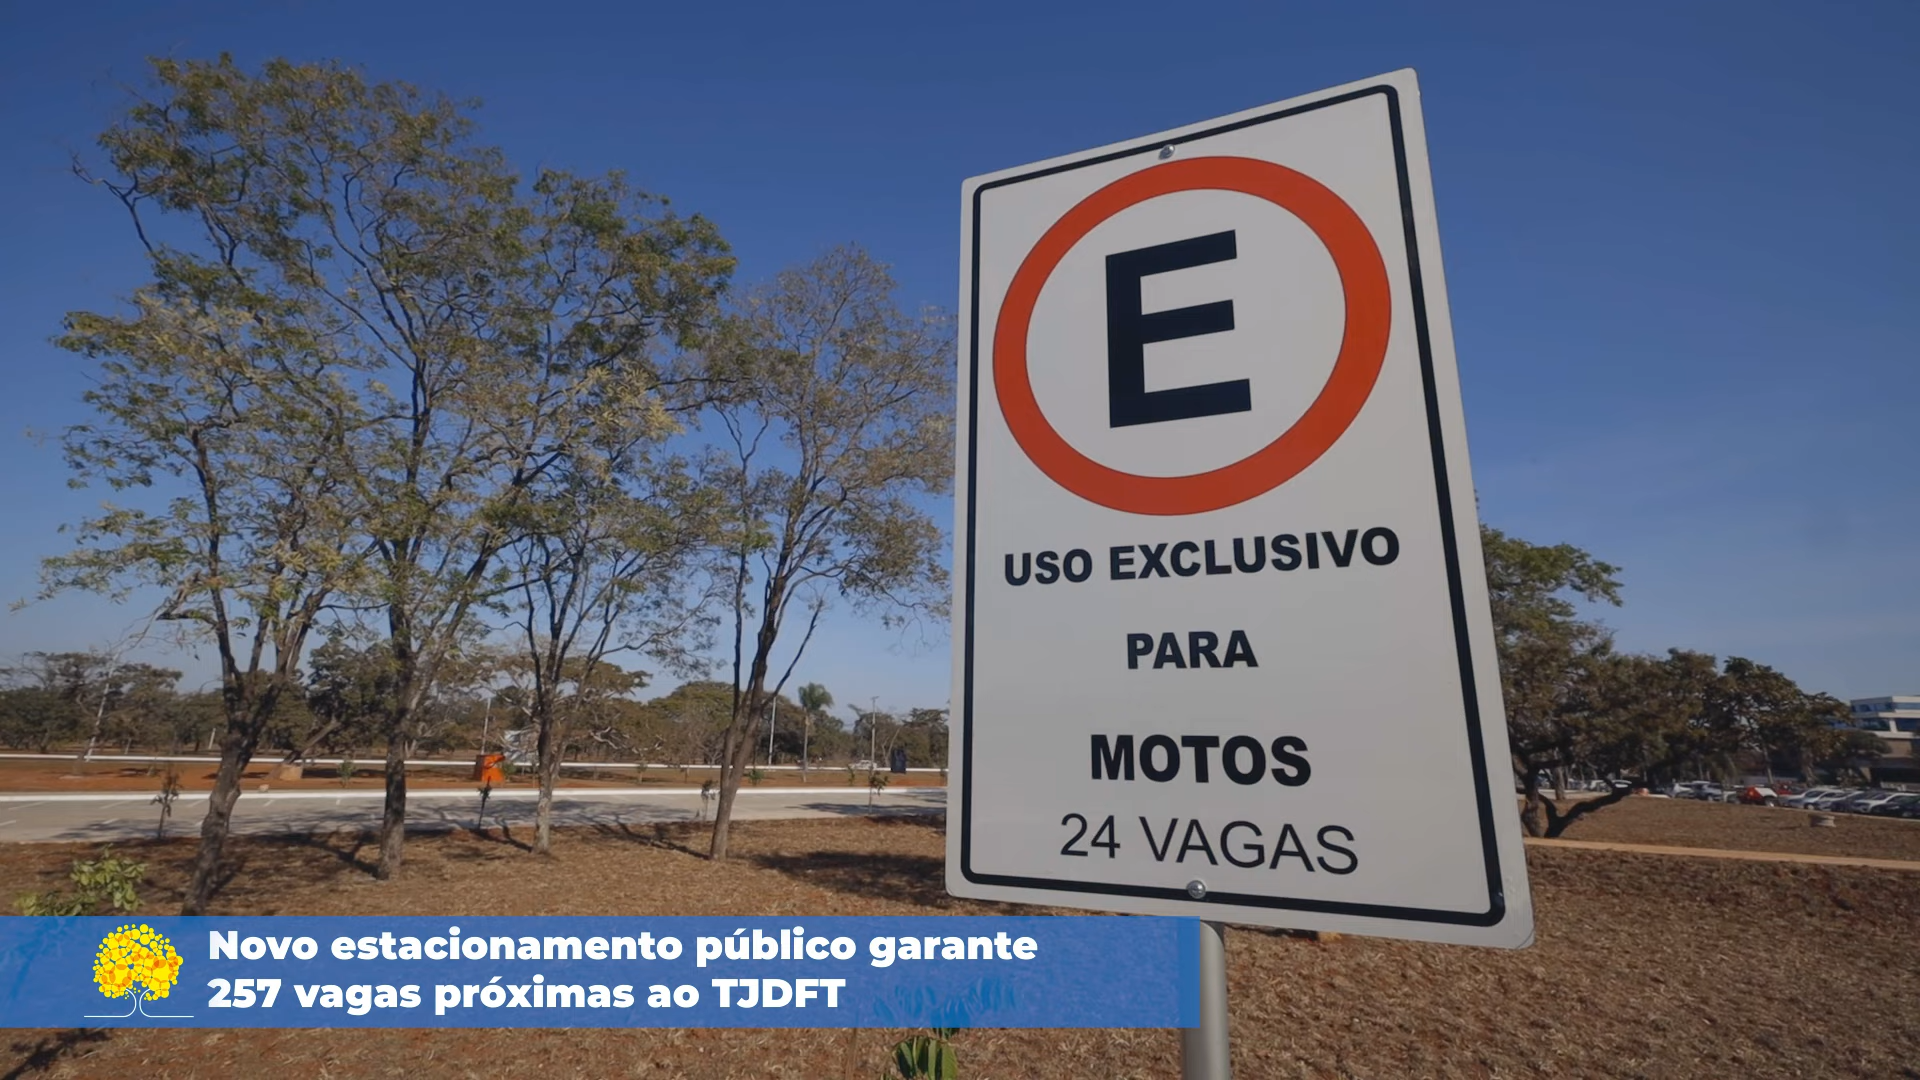 E
USO EXCLUSIVO
PARA
MOTOS
24 VAGAS
Novo estacionamento público garante
257 vagas próximas ao TJDFT